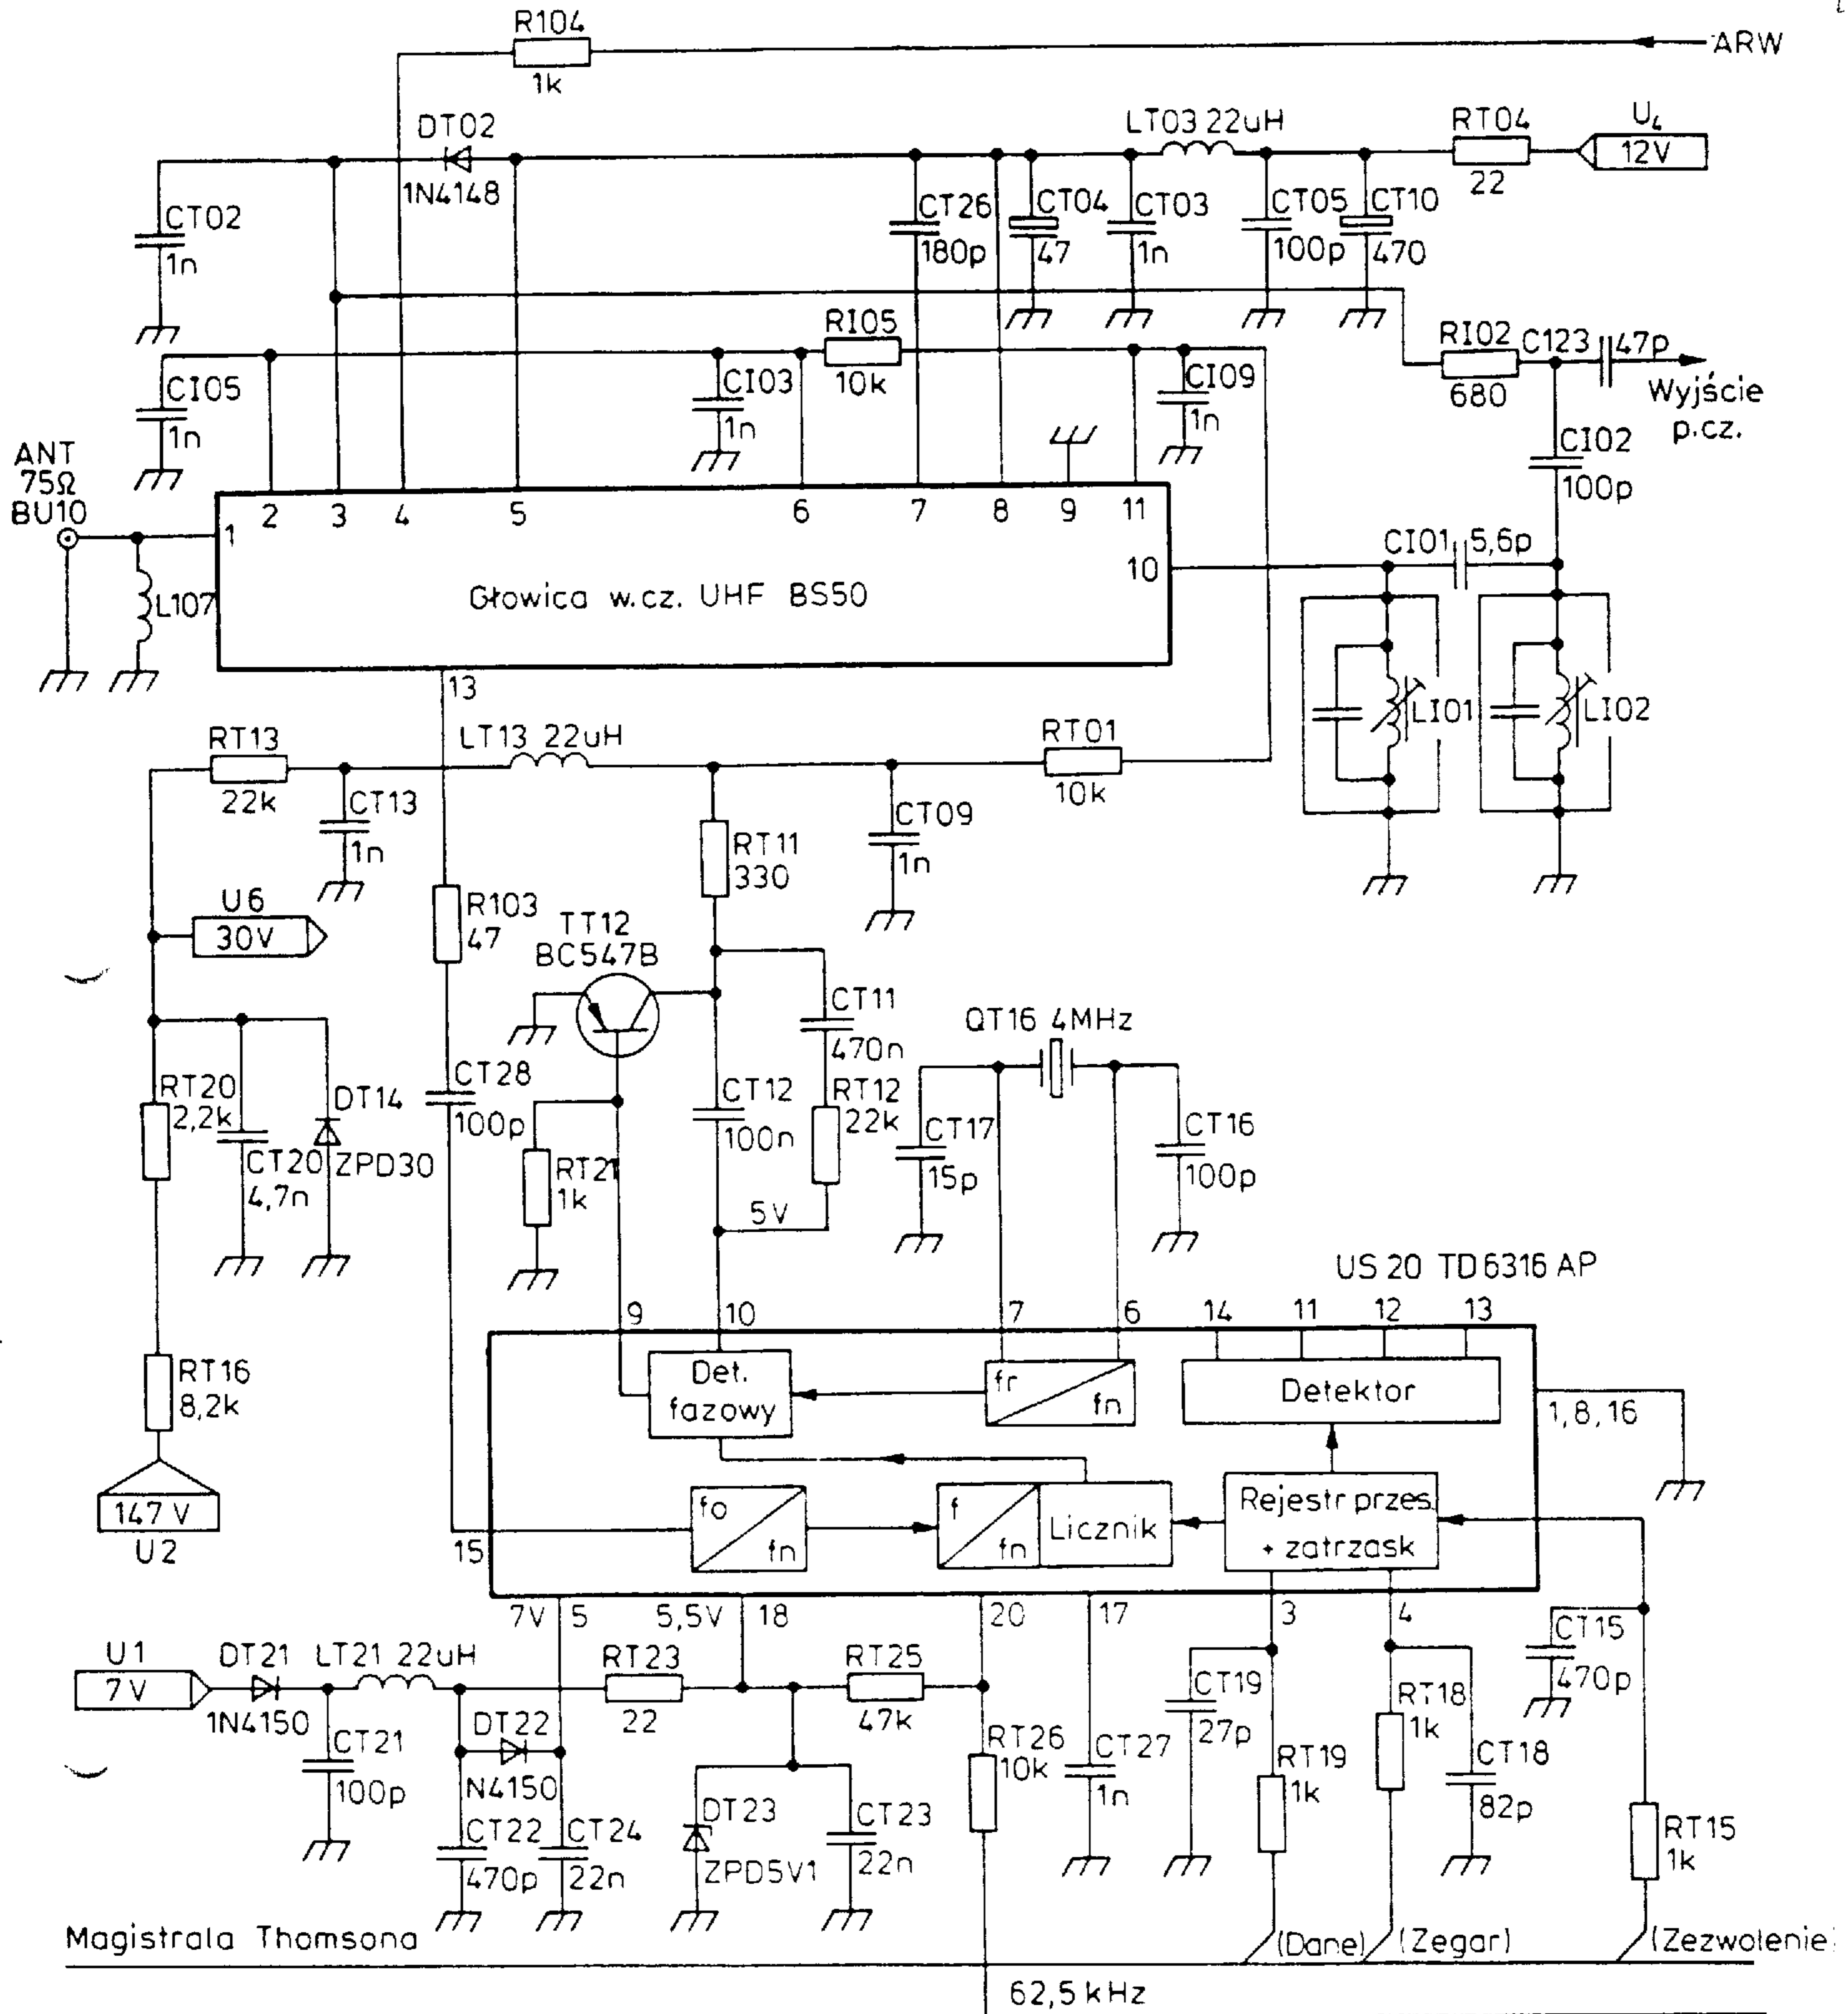 R104
1k
ARW
DT02
1N4148
LT03 22uH
RT04
22
U4
12V
CT02
1n
CT26
180p
CT04
47
CT03
1n
CT05
100p
CT10
470
RI05
10k
RI02
680
C123
47p
Wyjście
p.cz.
CI05
1n
CI03
1n
CI09
1n
CI02
100p
ANT
75Ω
BU10
1
2
3
4
5
6
7
8
9
11
10
L107
Głowica w.cz. UHF BS50
CI01
5,6p
LI01
LI02
13
RT13
22k
LT13 22uH
RT01
10k
CT13
1n
RT11
330
CT09
1n
U6
30V
R103
47
TT12
BC547B
CT11
470n
QT16 4MHz
RT20
2,2k
DT14
ZPD30
CT20
4,7n
CT28
100p
CT12
100n
RT12
22k
CT17
15p
CT16
100p
RT21
1k
5V
US20 TD6316AP
9
10
7
6
14
11
12
13
RT16
8,2k
Det.
fazowy
fr
fn
Detektor
1,8,16
147V
U2
15
fo
fn
f
fn
Licznik
Rejestr przes.
+ zatrzask
7V
5
5,5V
18
20
17
3
4
U1
7V
DT21
1N4150
LT21 22uH
RT23
22
RT25
47k
CT15
470p
CT21
100p
DT22
N4150
RT26
10k
CT27
1n
CT19
27p
RT19
1k
RT18
1k
CT18
82p
CT22
470p
CT24
22n
DT23
ZPD5V1
CT23
22n
RT15
1k
Magistrala Thomsona
(Dane)
(Zegar)
(Zezwolenie)
62,5kHz